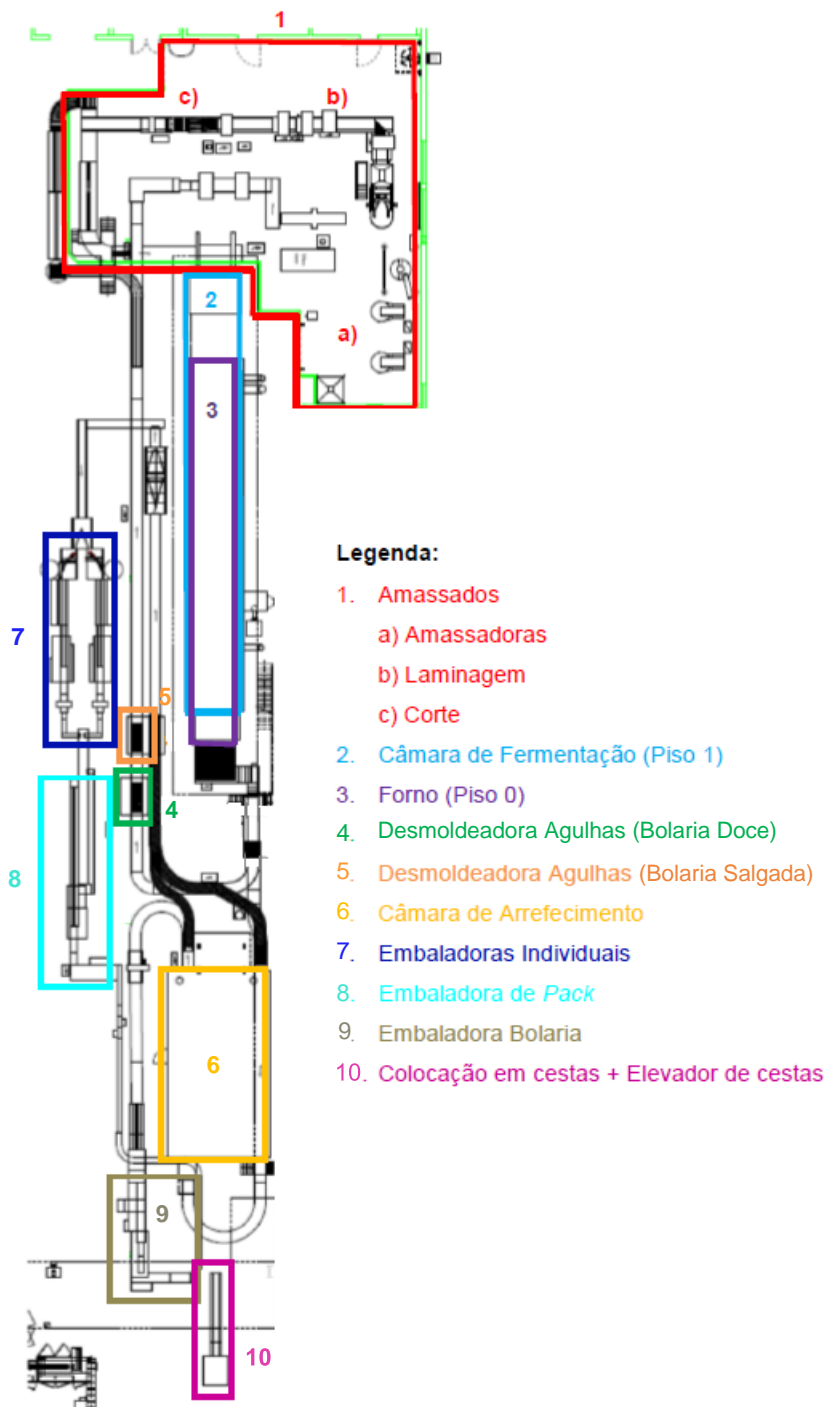 1
c)
b)
2
a)
3
Legenda:
1. Amassados
a) Amassadoras
b) Laminagem
c) Corte
2. Câmara de Fermentação (Piso 1)
3. Forno (Piso 0)
4. Desmoldeadora Agulhas (Bolaria Doce)
5. Desmoldeadora Agulhas (Bolaria Salgada)
6. Câmara de Arrefecimento
7. Embaladoras Individuais
8. Embaladora de Pack
9. Embaladora Bolaria
10. Colocação em cestas + Elevador de cestas
7
5
4
8
6
9
10